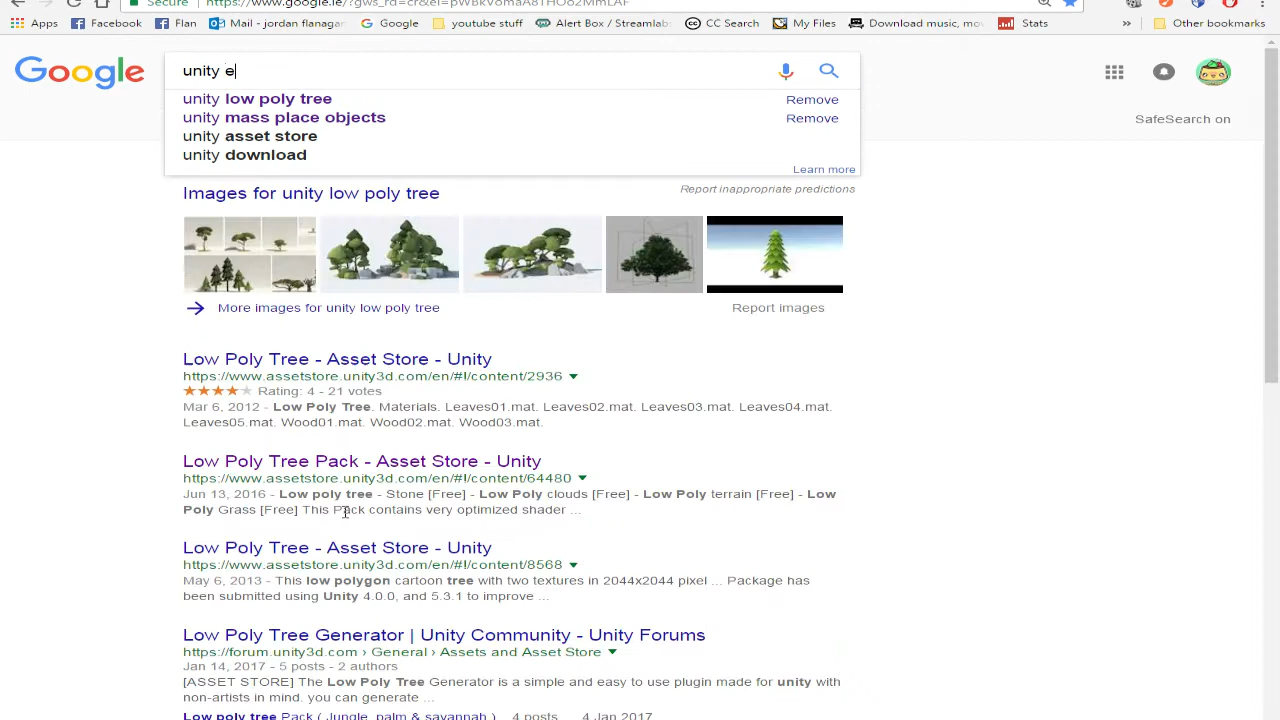 Secure https://www.google.ie/?gws_rd=cr&ei=pWBkVomaA8THOo2MmLAF
Apps Facebook Flan Mail - jordan flanagan Google youtube stuff Alert Box / Streamlabs CC Search My Files Download music, mo Stats » Other bookmarks
Google unity e
unity low poly tree Remove
unity mass place objects Remove
unity asset store
unity download
Learn more
SafeSearch on
Report inappropriate predictions
Images for unity low poly tree
More images for unity low poly tree Report images
Low Poly Tree - Asset Store - Unity
https://www.assetstore.unity3d.com/en/#!/content/2936
Rating: 4 - 21 votes
Mar 6, 2012 - Low Poly Tree. Materials. Leaves01.mat. Leaves02.mat. Leaves03.mat. Leaves04.mat.
Leaves05.mat. Wood01.mat. Wood02.mat. Wood03.mat.
Low Poly Tree Pack - Asset Store - Unity
https://www.assetstore.unity3d.com/en/#!/content/64480
Jun 13, 2016 - Low poly tree - Stone [Free] - Low Poly clouds [Free] - Low Poly terrain [Free] - Low
Poly Grass [Free] This Pack contains very optimized shader ...
Low Poly Tree - Asset Store - Unity
https://www.assetstore.unity3d.com/en/#!/content/8568
May 6, 2013 - This low polygon cartoon tree with two textures in 2044x2044 pixel ... Package has
been submitted using Unity 4.0.0, and 5.3.1 to improve ...
Low Poly Tree Generator | Unity Community - Unity Forums
https://forum.unity3d.com › General › Assets and Asset Store
Jan 14, 2017 - 5 posts - 2 authors
[ASSET STORE] The Low Poly Tree Generator is a simple and easy to use plugin made for unity with
non-artists in mind. you can generate ...
Low poly tree Pack ( Jungle, palm & savannah ) 4 posts 4 Jan 2017